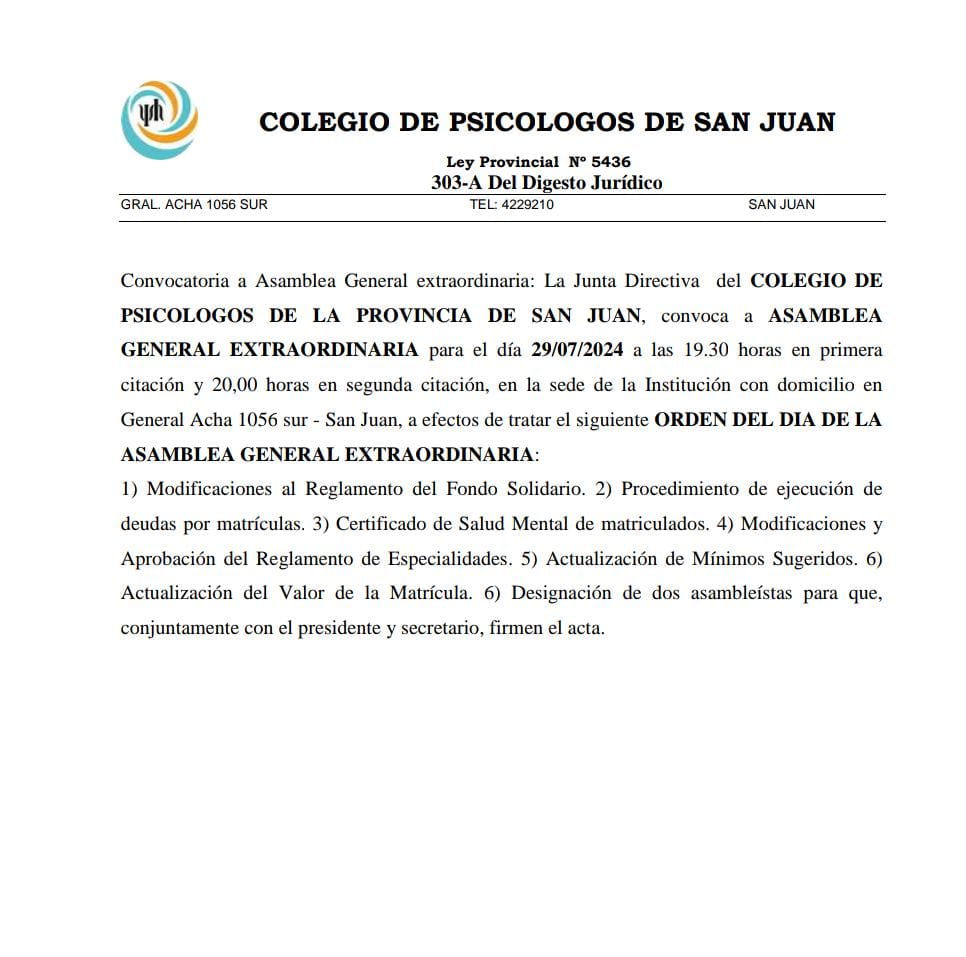 ψh
COLEGIO DE PSICOLOGOS DE SAN JUAN
Ley Provincial Nº 5436
303-A Del Digesto Jurídico
GRAL. ACHA 1056 SUR TEL: 4229210 SAN JUAN
Convocatoria a Asamblea General extraordinaria: La Junta Directiva del COLEGIO DE
PSICOLOGOS DE LA PROVINCIA DE SAN JUAN, convoca a ASAMBLEA
GENERAL EXTRAORDINARIA para el día 29/07/2024 a las 19.30 horas en primera
citación y 20,00 horas en segunda citación, en la sede de la Institución con domicilio en
General Acha 1056 sur - San Juan, a efectos de tratar el siguiente ORDEN DEL DIA DE LA
ASAMBLEA GENERAL EXTRAORDINARIA:
1) Modificaciones al Reglamento del Fondo Solidario. 2) Procedimiento de ejecución de
deudas por matrículas. 3) Certificado de Salud Mental de matriculados. 4) Modificaciones y
Aprobación del Reglamento de Especialidades. 5) Actualización de Mínimos Sugeridos. 6)
Actualización del Valor de la Matrícula. 6) Designación de dos asambleístas para que,
conjuntamente con el presidente y secretario, firmen el acta.